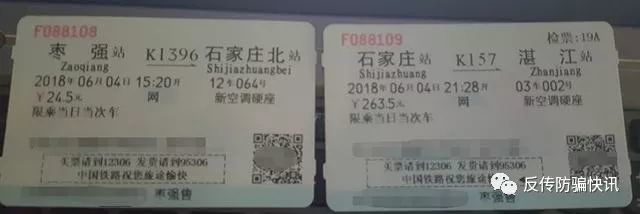 F088108
枣强站 K1396 石家庄北站
Zaoqiang Shijiazhuangbei
2018年06月04日15:20开 12车064号
¥24.5元 网 新空调硬座
限乘当日当次车
买票请到12306 发货请到95306
中国铁路祝您旅途愉快
枣强售
F088109 检票:19A
石家庄站 K157 湛江站
Shijiazhuang Zhanjiang
2018年06月04日21:28开 03车002号
¥263.5元 网 新空调硬座
限乘当日当次车
买票请到12306 发货请到95306
中国铁路祝您旅途愉快
枣强售
反传防骗快讯